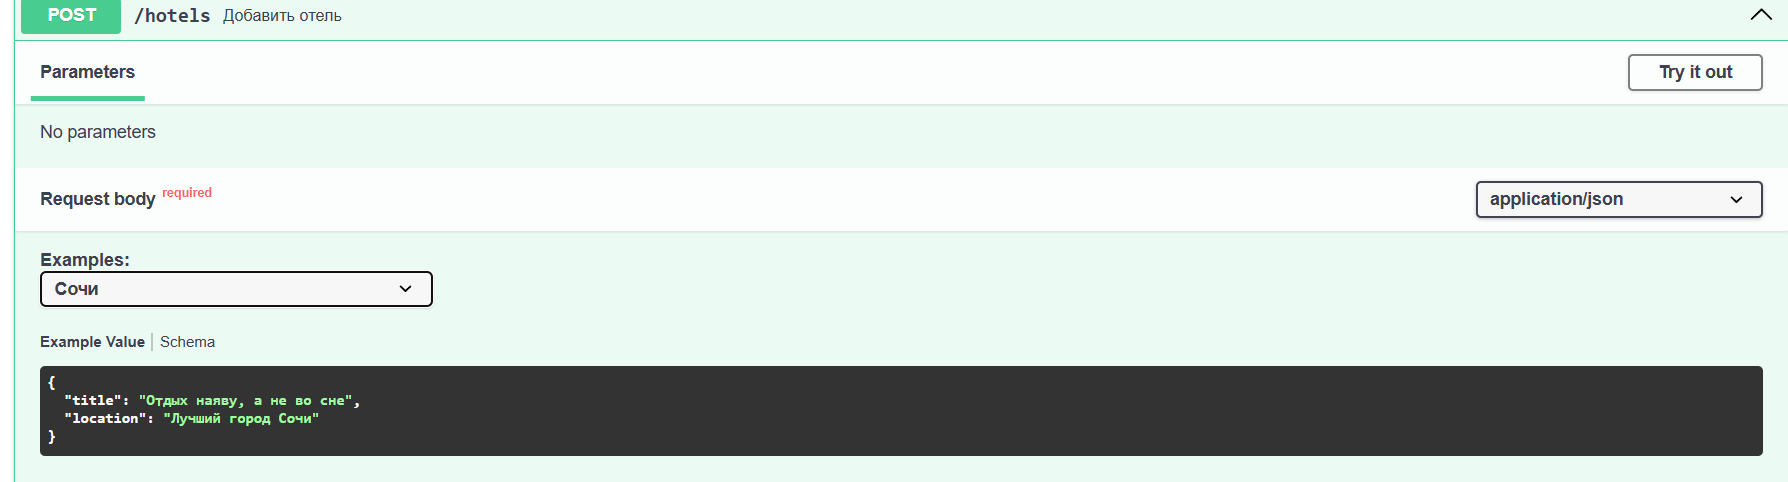 POST /hotels Добавить отель
Parameters Try it out
No parameters
Request body required application/json
Examples:
Сочи
Example Value Schema
{
"title": "Отдых наяву, а не во сне",
"location": "Лучший город Сочи"
}